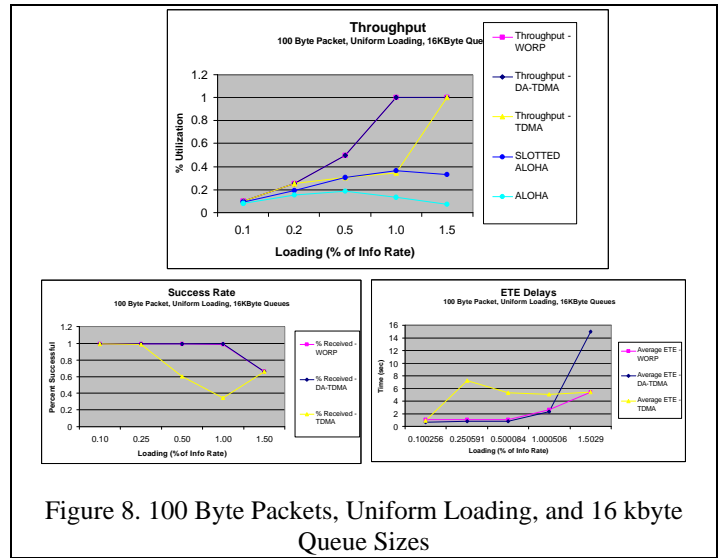 Throughput
100 Byte Packet, Uniform Loading, 16KByte Queu
1.2
1
0.8
0.6
0.4
0.2
0
% Utilization
0.1 0.2 0.5 1.0 1.5
Loading (% of Info Rate)
Throughput -
WORP
Throughput -
DA-TDMA
Throughput -
TDMA
SLOTTED
ALOHA
ALOHA
Success Rate
100 Byte Packet, Uniform Loading, 16KByte Queues
1.2
1
0.8
0.6
0.4
0.2
0
Percent Successful
0.10 0.25 0.50 1.00 1.50
Loading (% of Info Rate)
% Received -
WORP
% Received -
DA-TDMA
% Received -
TDMA
ETE Delays
100 Byte Packet, Uniform Loading, 16KByte Queues
16
14
12
10
8
6
4
2
0
Time (sec)
0.100256 0.250591 0.500084 1.000506 1.5029
Loading (% of Info Rate)
Average ETE -
WORP
Average ETE -
DA-TDMA
Average ETE -
TDMA
Figure 8. 100 Byte Packets, Uniform Loading, and 16 kbyte
Queue Sizes